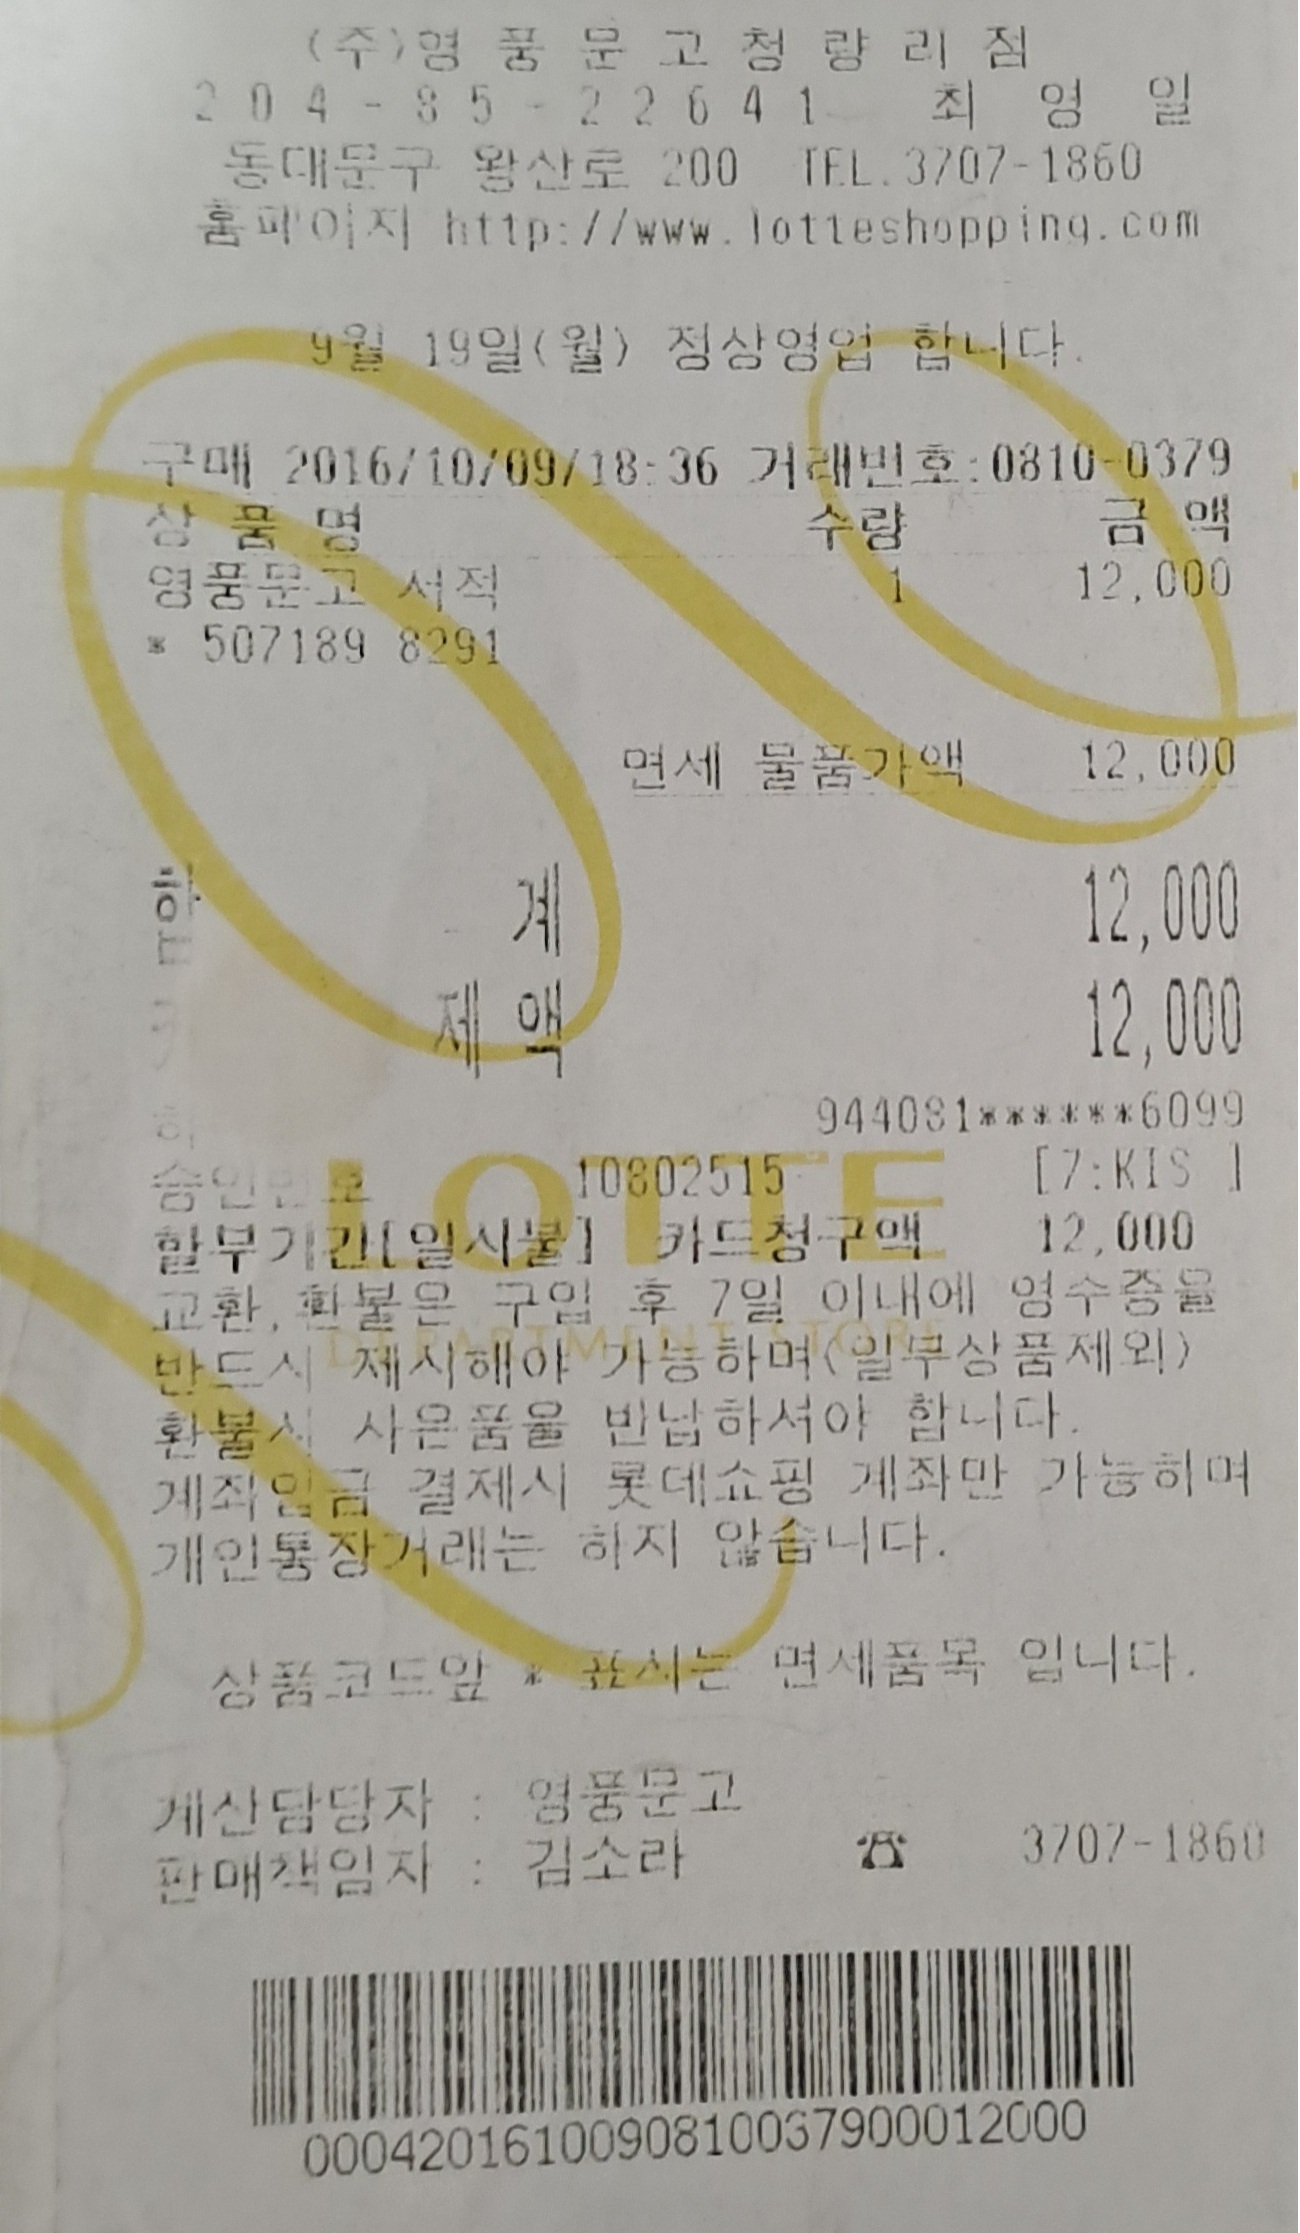 (주)영 풍 문 고 청 량 리 점
204-85-22641 최 영 일
동대문구 왕산로 200 TEL.3707-1860
홈페이지 http://www.lotteshopping.com
9월 19일(월) 정상영업 합니다.
구매 2016/10/09/18:36 거래번호:0810-0379
상 품 명 수량 금 액
영풍문고 서적 1 12,000
* 507189 8291
면세 물품가액 12,000
합 계 12,000
제 액 12,000
944081******6099
승인번호 10802515 [7:KIS ]
할부기간[일시불] 카드청구액 12,000
교환,환불은 구입 후 7일 이내에 영수증을
반드시 제시해야 가능하며(일부상품제외)
환불시 사은품을 반납하셔야 합니다.
계좌입금 결제시 롯데쇼핑 계좌만 가능하며
개인통장거래는 하지 않습니다.
상품코드앞 * 표시는 면세품목 입니다.
계산담당자 : 영풍문고
판매책임자 : 김소라 ☎ 3707-1860
0004201610090810037900012000
LOTTE
DEPARTMENT STORE